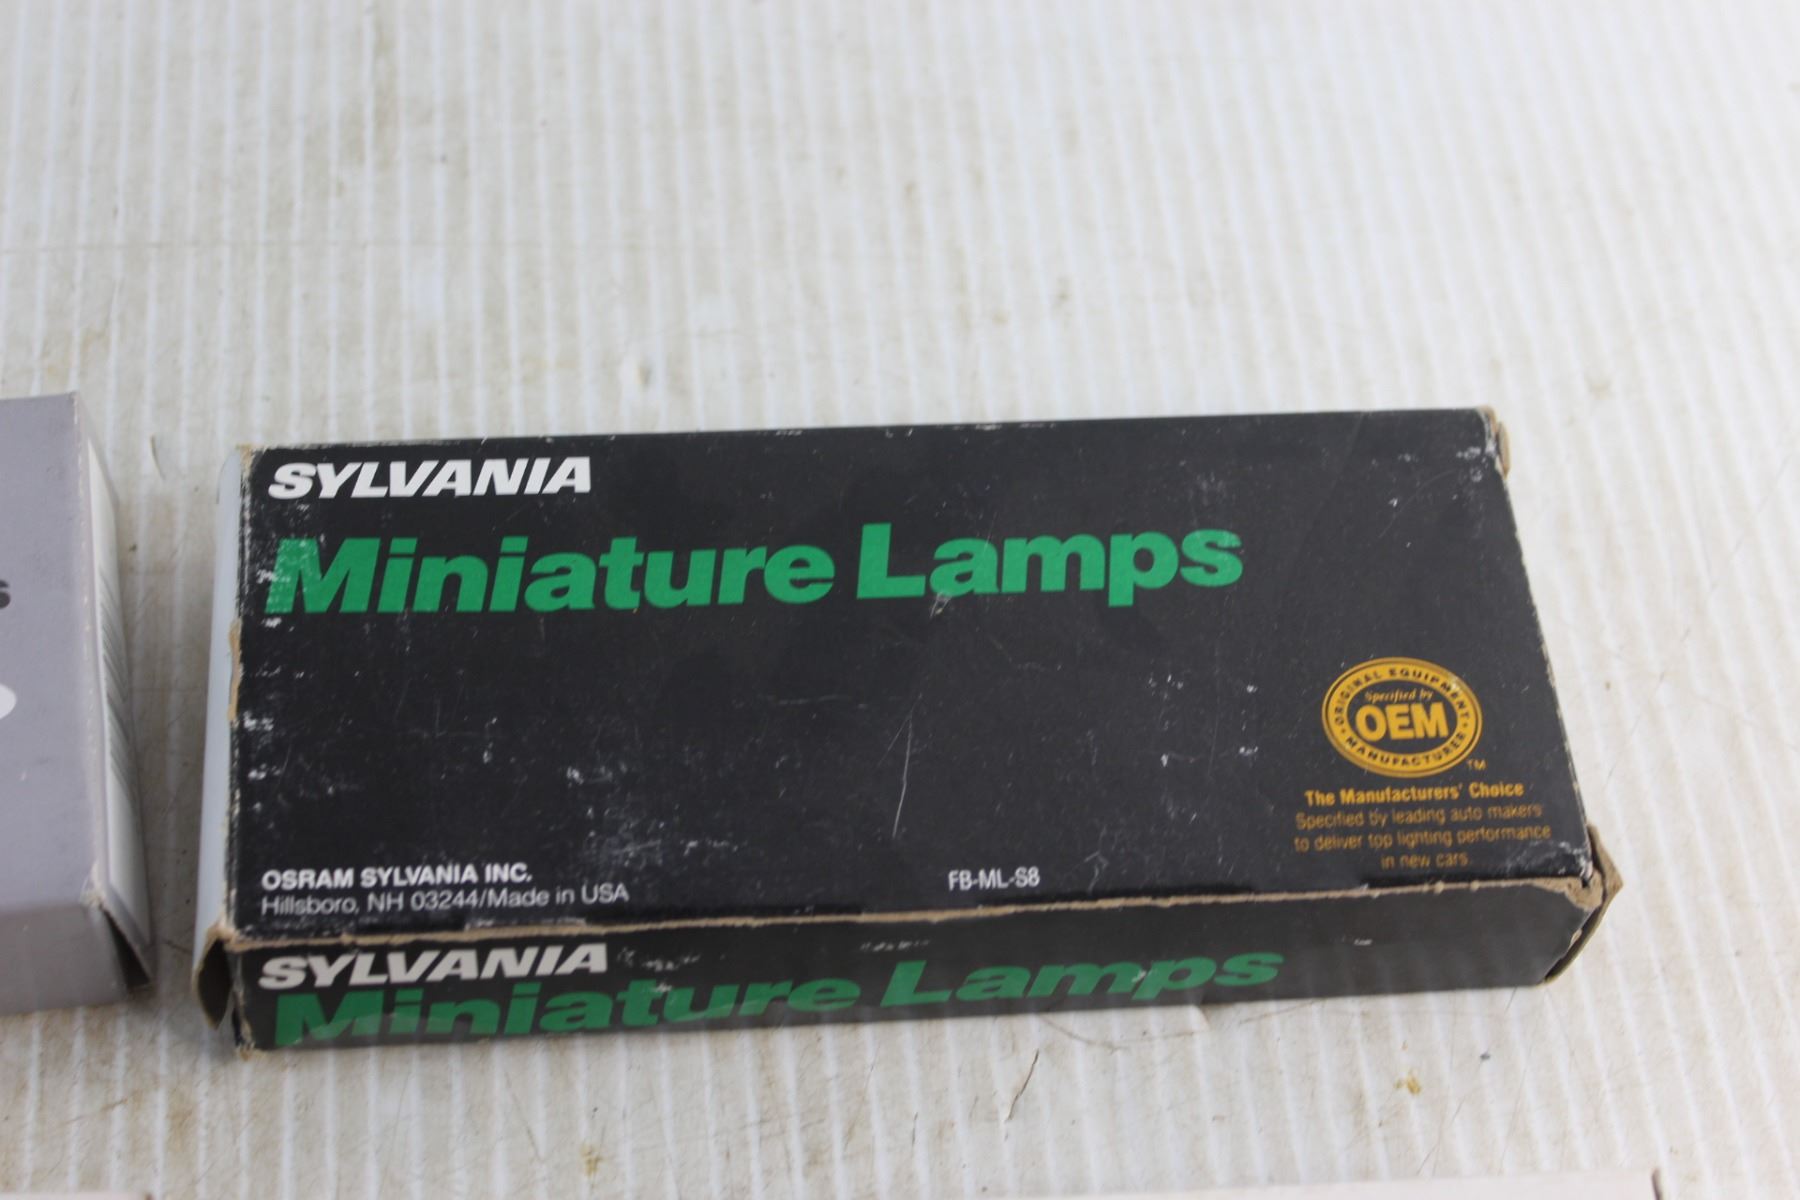 SYLVANIA
Miniature Lamps
ORIGINAL EQUIPMENT
Specified by
OEM
MANUFACTURER
TM
The Manufacturers' Choice
Specified by leading auto makers
to deliver top lighting performance
in new cars.
OSRAM SYLVANIA INC.
Hillsboro, NH 03244/Made in USA
FB-ML-S8
SYLVANIA
Miniature Lamps
s